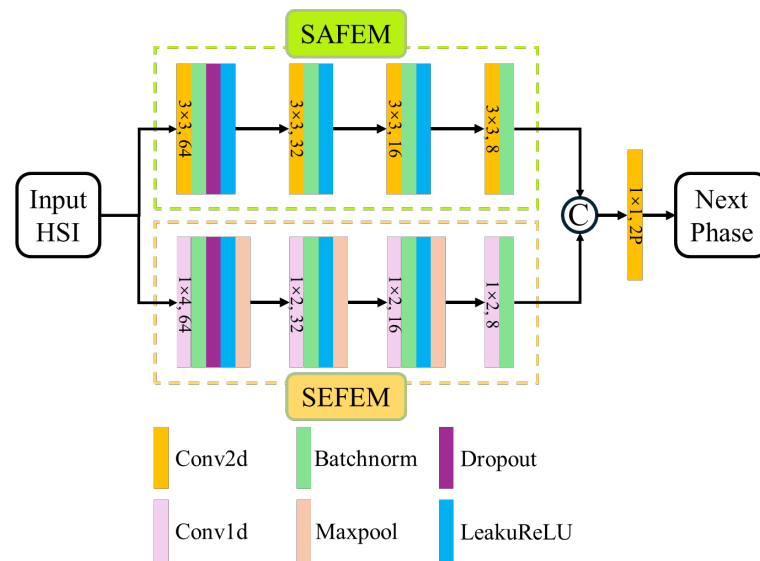 SAFEM
3×3, 64
3×3, 32
3×3, 16
3×3, 8
Input
HSI
C
1×1, 2P
Next
Phase
1×4, 64
1×2, 32
1×2, 16
1×2, 8
SEFEM
Conv2d
Batchnorm
Dropout
Conv1d
Maxpool
LeakuReLU